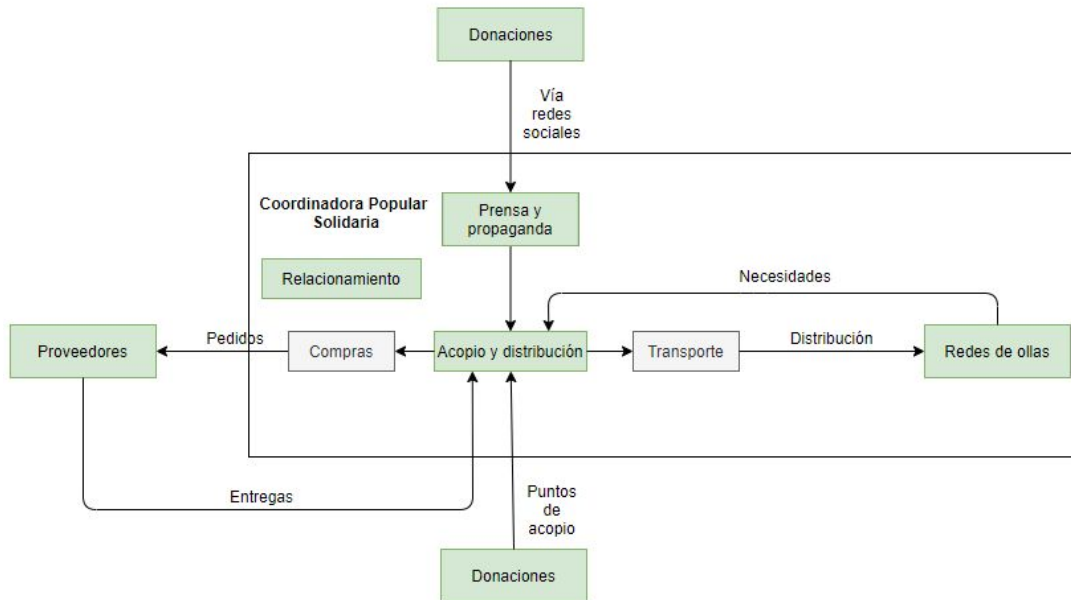 Donaciones
Vía
redes
sociales
Coordinadora Popular
Solidaria
Prensa y
propaganda
Relacionamiento
Necesidades
Proveedores
Pedidos
Compras
Acopio y distribución
Transporte
Distribución
Redes de ollas
Entregas
Puntos
de
acopio
Donaciones